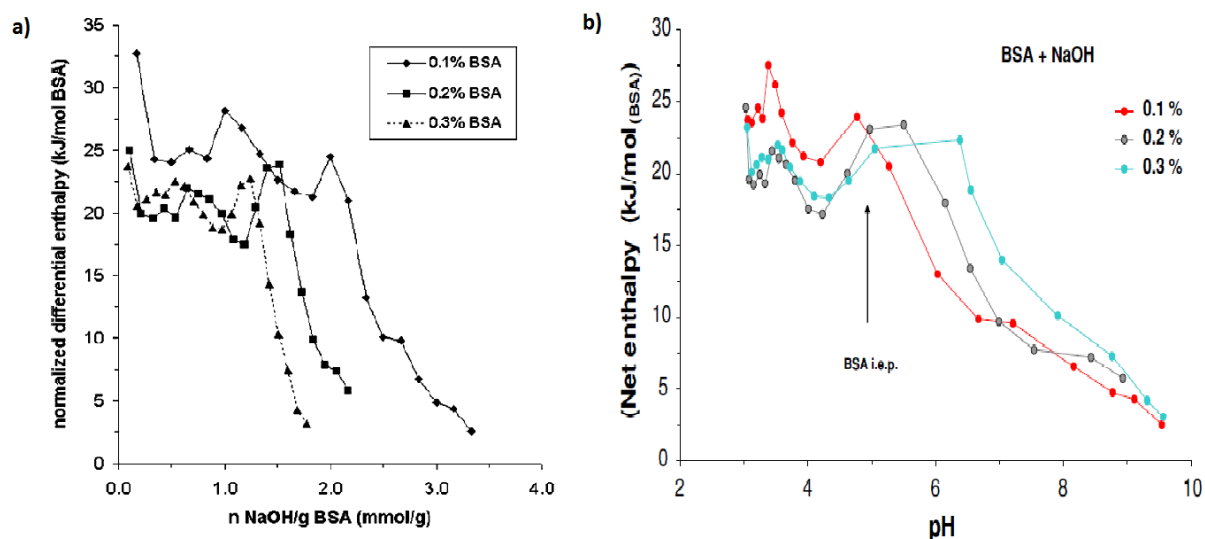 a)
35
30
25
20
15
10
5
0
0.0 1.0 2.0 3.0 4.0
normalized differential enthalpy (kJ/mol BSA)
n NaOH/g BSA (mmol/g)
0.1% BSA
0.2% BSA
0.3% BSA
b)
30
25
20
15
10
5
0
2 4 6 8 10
(Net enthalpy (kJ/mol(BSA))
pH
BSA + NaOH
0.1 %
0.2 %
0.3 %
BSA i.e.p.